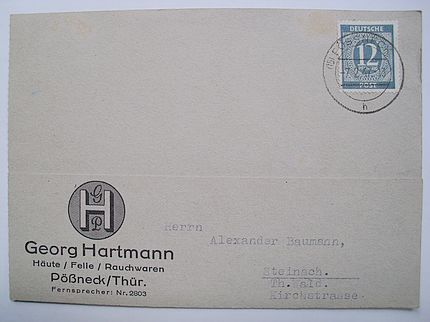 DEUTSCHE
12
POST
h
G
H
P
Georg Hartmann
Häute / Felle / Rauchwaren
Pößneck/Thür.
Fernsprecher: Nr. 2803
Herrn
Alexander Baumann,
Steinach.
Th.Wald.
Kirchstrasse.